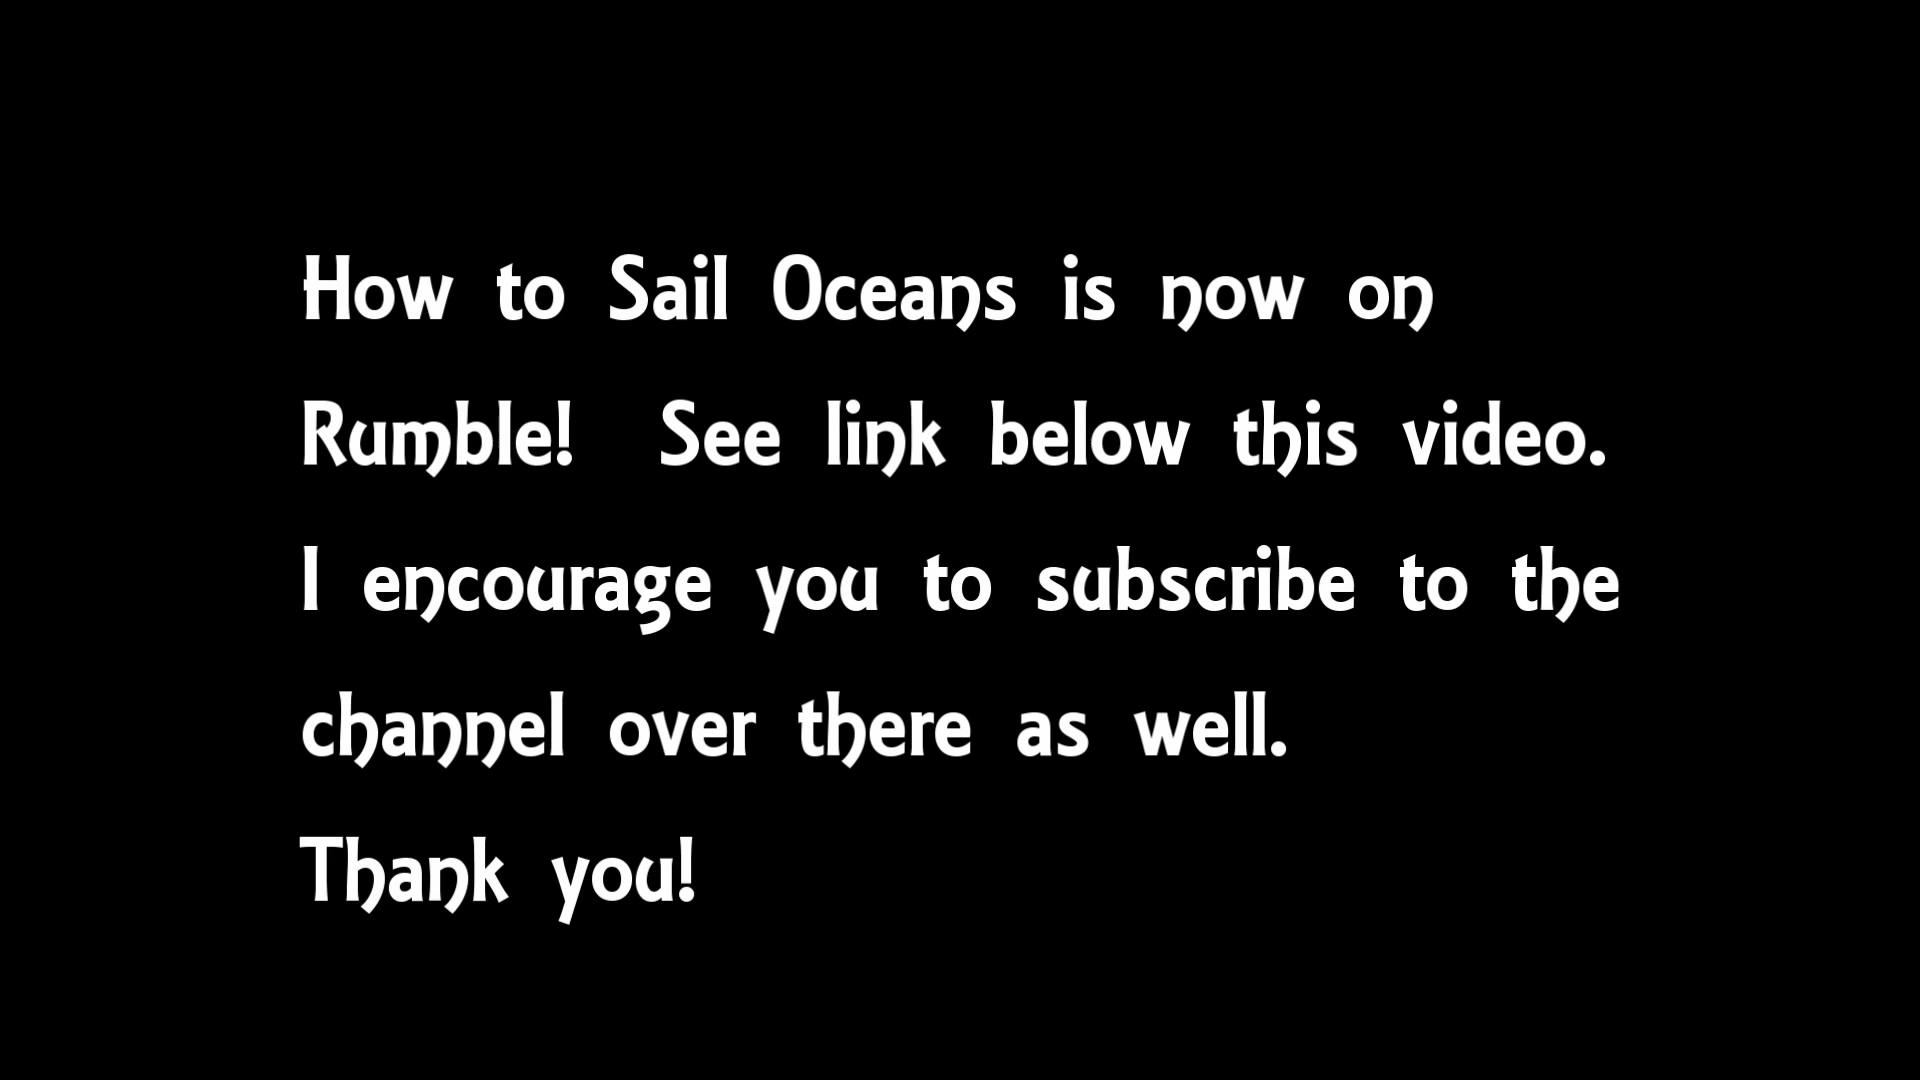 How to Sail Oceans is now on
Rumble!  See link below this video.
I encourage you to subscribe to the
channel over there as well.
Thank you!